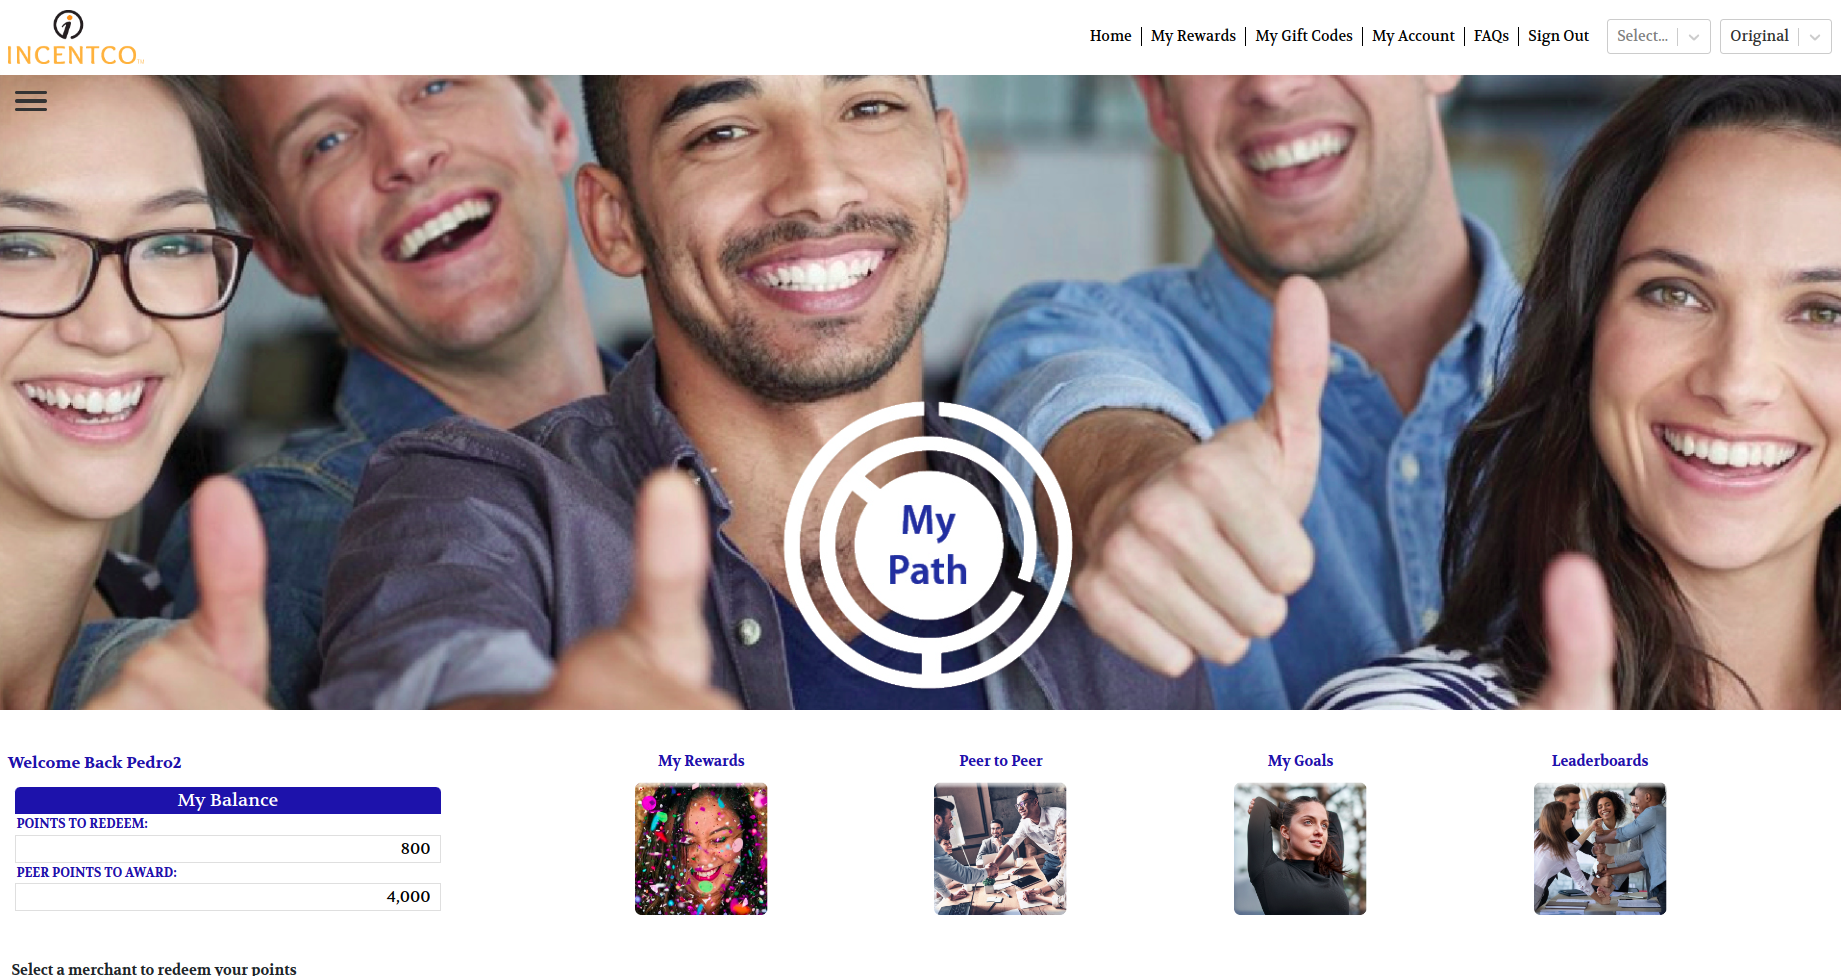 INCENTCO
Home My Rewards My Gift Codes My Account FAQs Sign Out Select... Original
My
Path
Welcome Back Pedro2
My Balance
POINTS TO REDEEM:
800
PEER POINTS TO AWARD:
4,000
My Rewards
Peer to Peer
My Goals
Leaderboards
Select a merchant to redeem your points